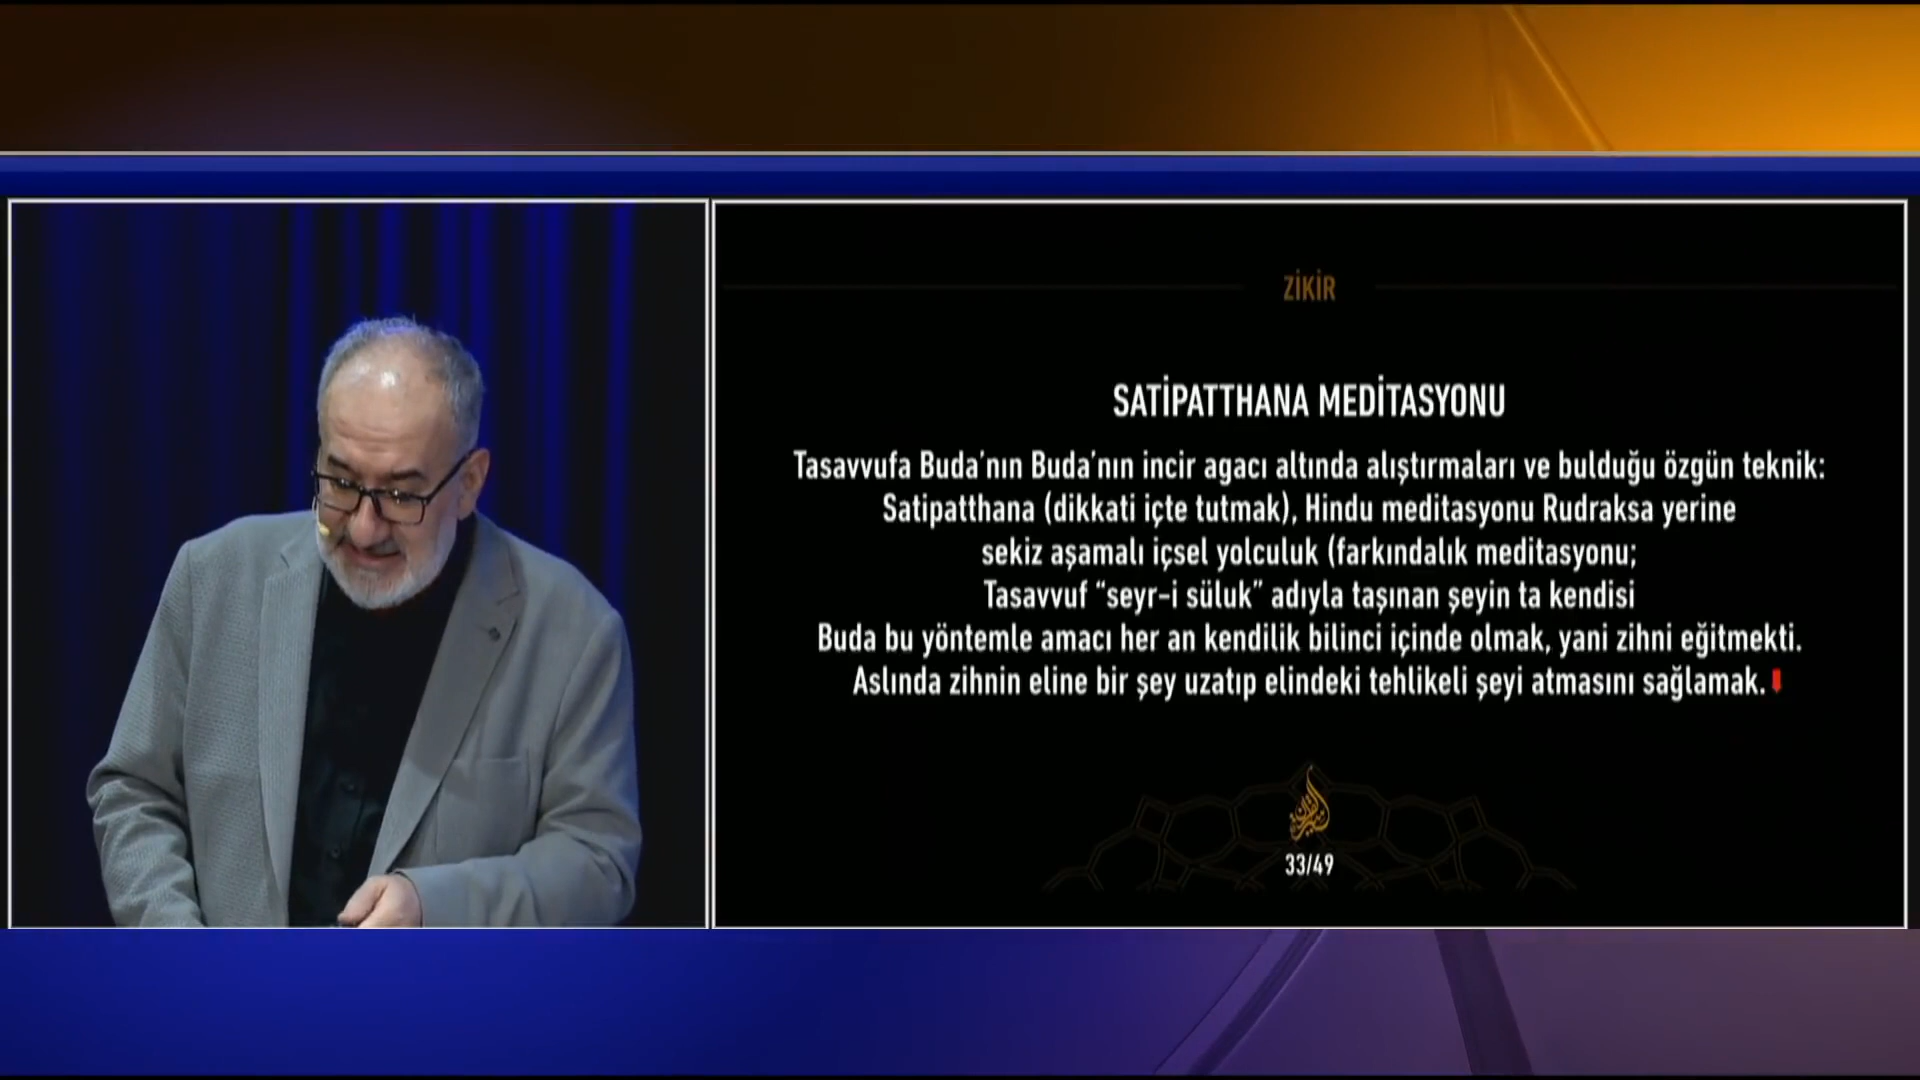 ZİKİR
SATİPATTHANA MEDİTASYONU
Tasavvufa Buda'nın Buda'nın incir agacı altında alıştırmaları ve bulduğu özgün teknik:
Satipatthana (dikkati içte tutmak), Hindu meditasyonu Rudraksa yerine
sekiz aşamalı içsel yolculuk (farkındalık meditasyonu;
Tasavvuf “seyr-i süluk” adıyla taşınan şeyin ta kendisi
Buda bu yöntemle amacı her an kendilik bilinci içinde olmak, yani zihni eğitmekti.
Aslında zihnin eline bir şey uzatıp elindeki tehlikeli şeyi atmasını sağlamak.
33/49